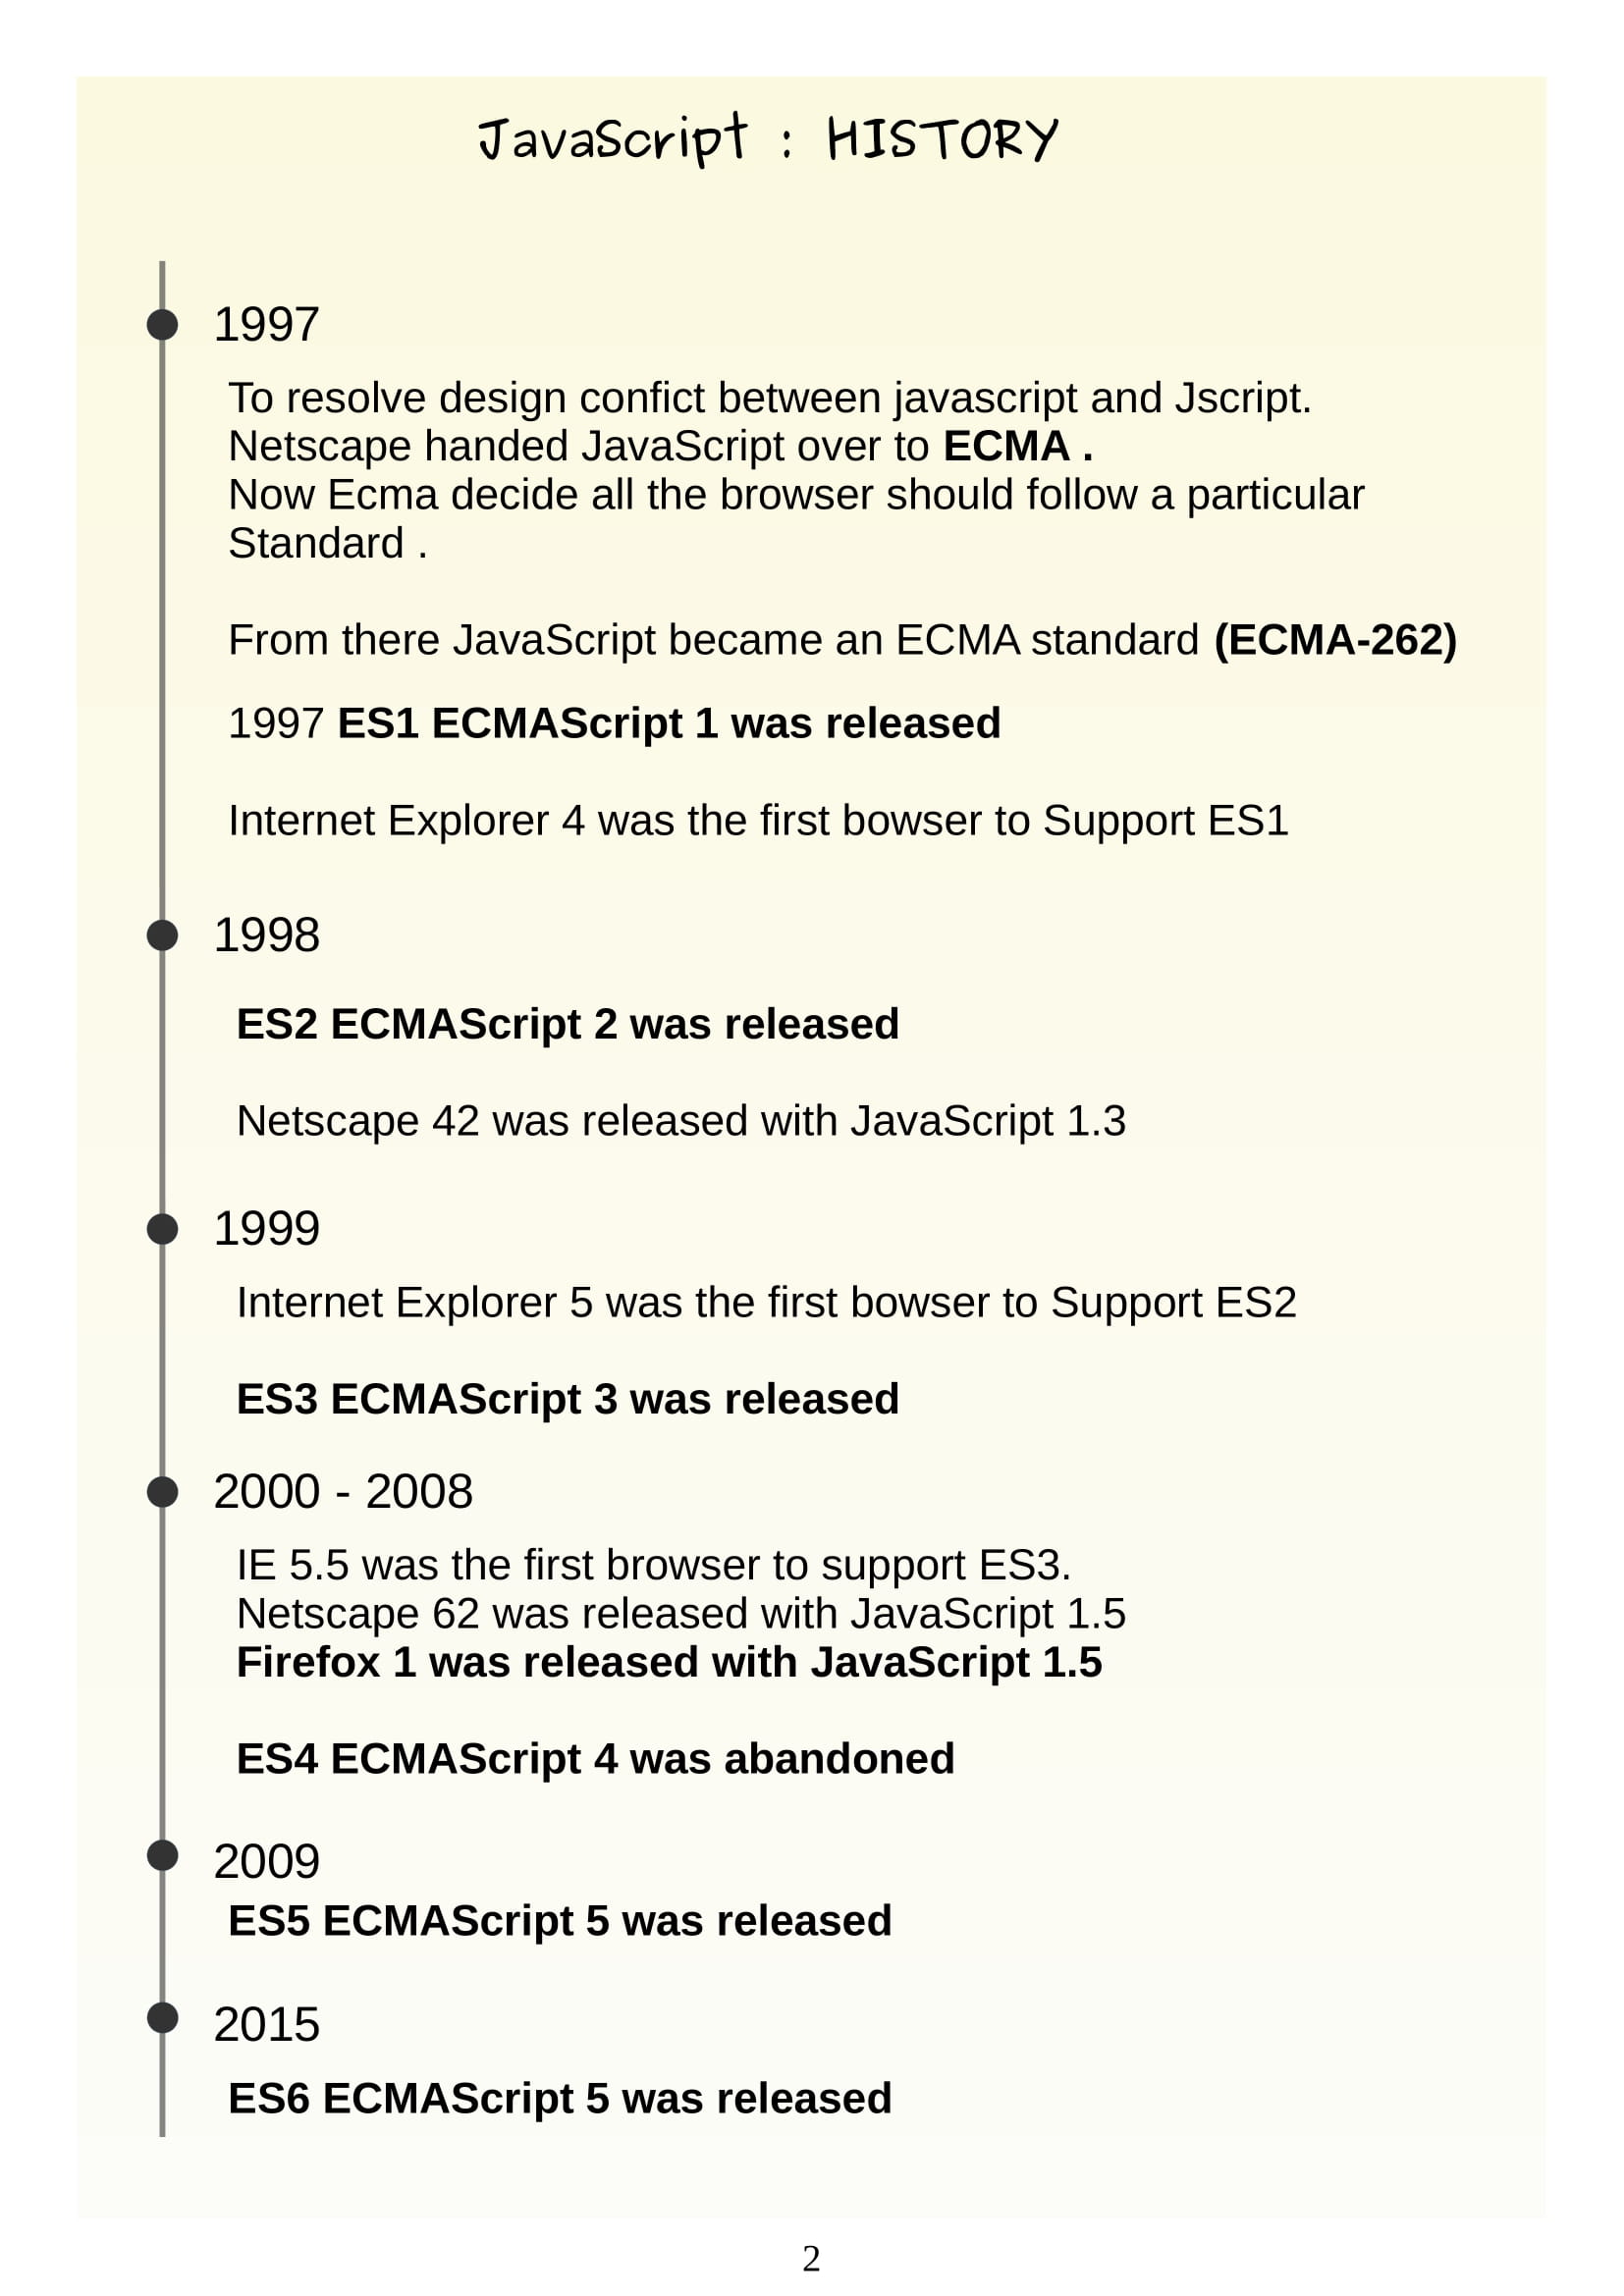 JavaScript : HISTORY
1997
To resolve design confict between javascript and Jscript.
Netscape handed JavaScript over to ECMA .
Now Ecma decide all the browser should follow a particular
Standard .
From there JavaScript became an ECMA standard (ECMA-262)
1997 ES1 ECMAScript 1 was released
Internet Explorer 4 was the first bowser to Support ES1
1998
ES2 ECMAScript 2 was released
Netscape 42 was released with JavaScript 1.3
1999
Internet Explorer 5 was the first bowser to Support ES2
ES3 ECMAScript 3 was released
2000 - 2008
IE 5.5 was the first browser to support ES3.
Netscape 62 was released with JavaScript 1.5
Firefox 1 was released with JavaScript 1.5
ES4 ECMAScript 4 was abandoned
2009
ES5 ECMAScript 5 was released
2015
ES6 ECMAScript 5 was released
2